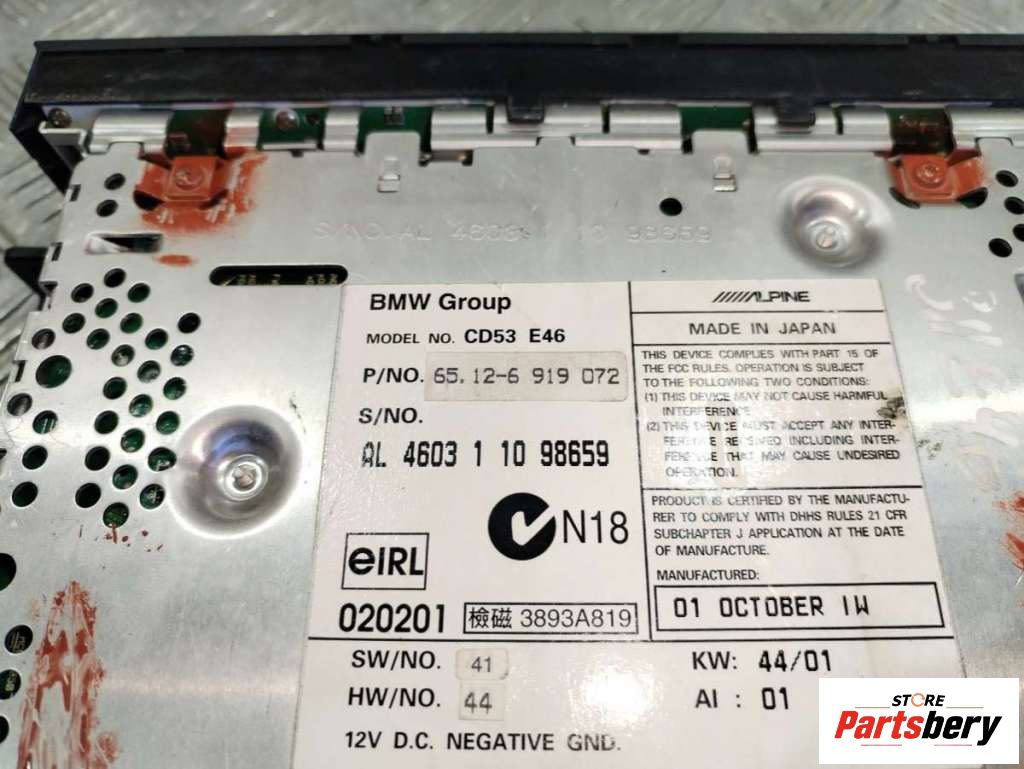 S/NO. AL 4603 1 10 98659
BMW Group
MODEL NO. CD53 E46
P/NO. 65.12-6 919 072
S/NO.
AL 4603 1 10 98659
N18
eIRL
020201 檢磁 3893A819
SW/NO. 41
HW/NO. 44
12V D.C. NEGATIVE GND.
ALPINE
MADE IN JAPAN
THIS DEVICE COMPLIES WITH PART 15 OF
THE FCC RULES. OPERATION IS SUBJECT
TO THE FOLLOWING TWO CONDITIONS:
(1) THIS DEVICE MAY NOT CAUSE HARMFUL
INTERFERENCE
(2) THIS DEVICE MUST ACCEPT ANY INTER-
FERENCE RECEIVED INCLUDING INTER-
FERENCE THAT MAY CAUSE UNDESIRED
OPERATION.
PRODUCT IS CERTIFIED BY THE MANUFACTU-
RER TO COMPLY WITH DHHS RULES 21 CFR
SUBCHAPTER J APPLICATION AT THE DATE
OF MANUFACTURE.
MANUFACTURED:
01 OCTOBER IW
KW: 44/01
AI : 01
STORE
Partsbery